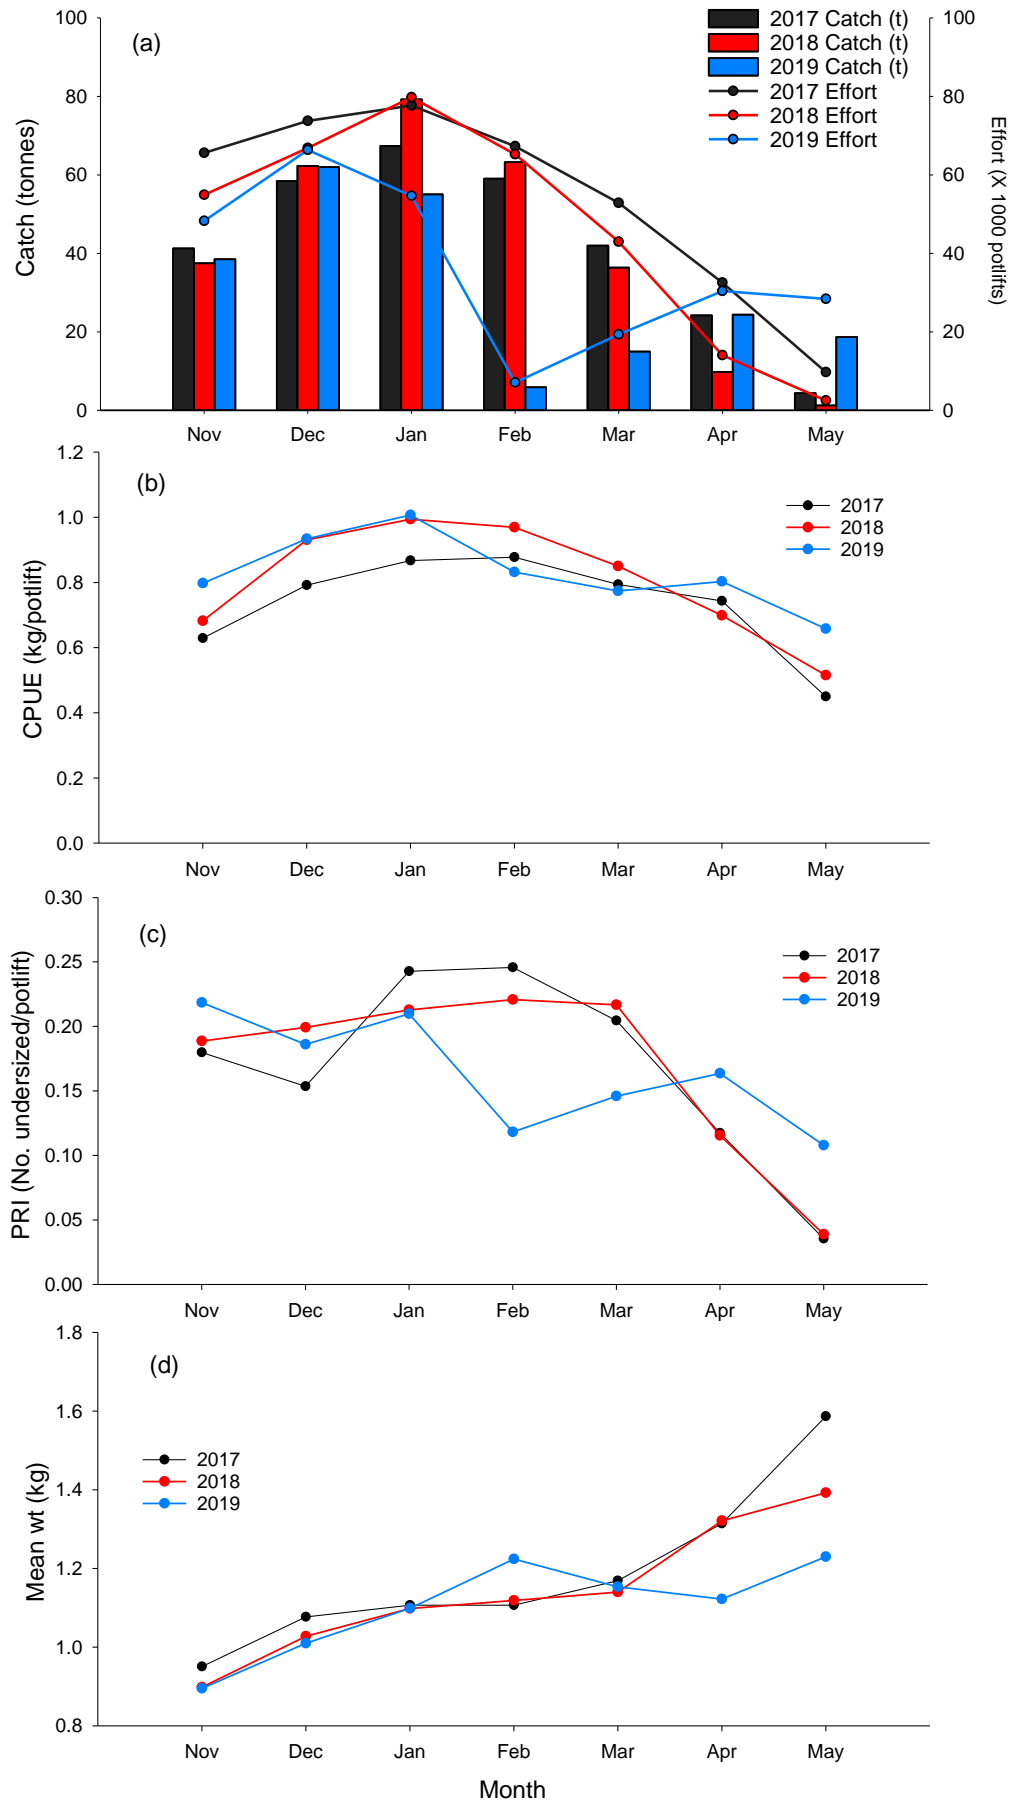 (a)
2017 Catch (t)
2018 Catch (t)
2019 Catch (t)
2017 Effort
2018 Effort
2019 Effort
Catch (tonnes)
Effort (X 1000 potlifts)
100
80
60
40
20
0
100
80
60
40
20
0
Nov Dec Jan Feb Mar Apr May
(b)
2017
2018
2019
CPUE (kg/potlift)
1.2
1.0
0.8
0.6
0.4
0.2
0.0
Nov Dec Jan Feb Mar Apr May
(c)
2017
2018
2019
PRI (No. undersized/potlift)
0.30
0.25
0.20
0.15
0.10
0.05
0.00
Nov Dec Jan Feb Mar Apr May
(d)
2017
2018
2019
Mean wt (kg)
1.8
1.6
1.4
1.2
1.0
0.8
Nov Dec Jan Feb Mar Apr May
Month